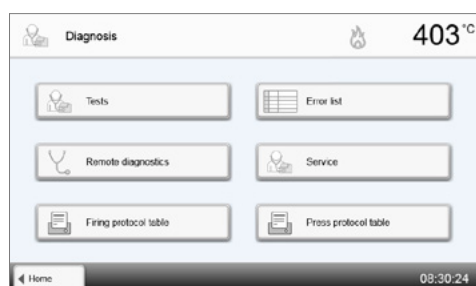 Diagnosis
403 °C
Tests
Error list
Remote diagnostics
Service
Firing protocol table
Press protocol table
Home
08:30:24